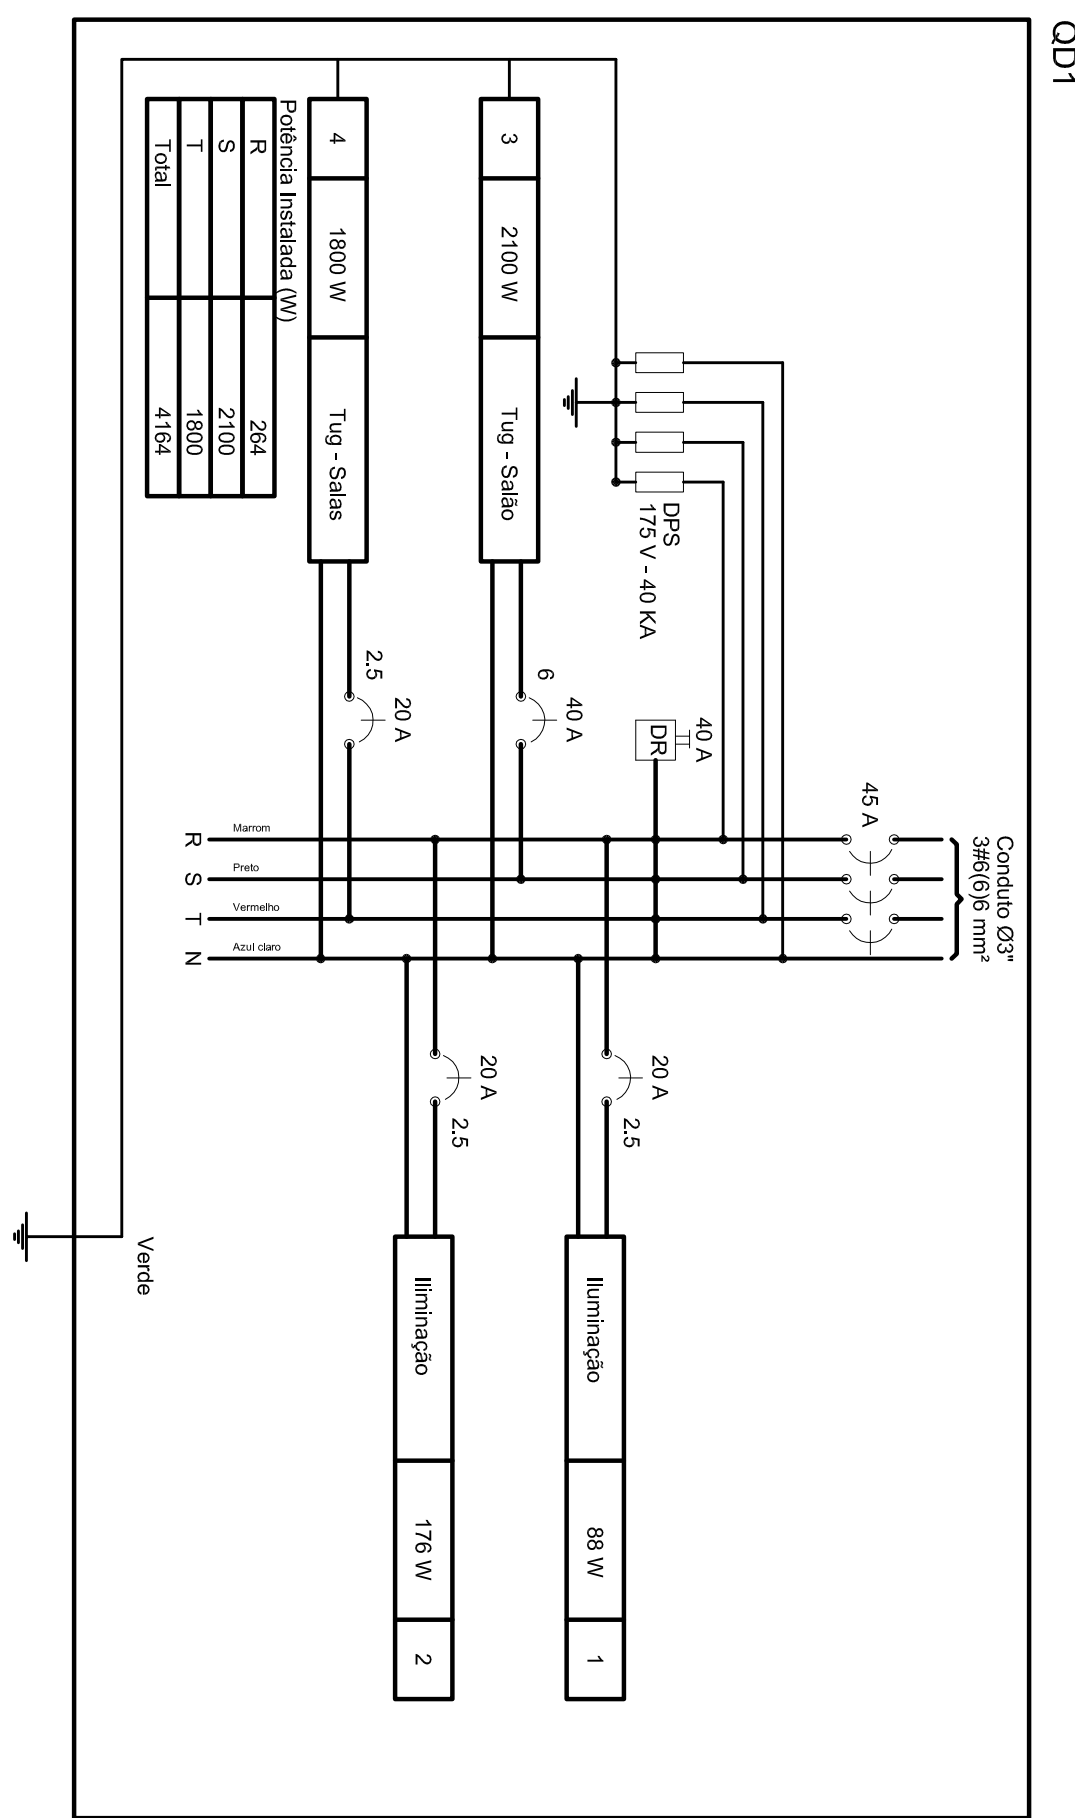 QD1
Conduto Ø3"
3#6(6)6 mm²
45 A
DPS
175 V - 40 KA
40 A
DR
3
2100 W
Tug - Salão
6
40 A
4
1800 W
Tug - Salas
2.5
20 A
20 A
2.5
Iluminação
88 W
1
20 A
2.5
Iliminação
176 W
2
Marrom
R
Preto
S
Vermelho
T
Azul claro
N
Potência Instalada (W)
R 264
S 2100
T 1800
Total 4164
Verde